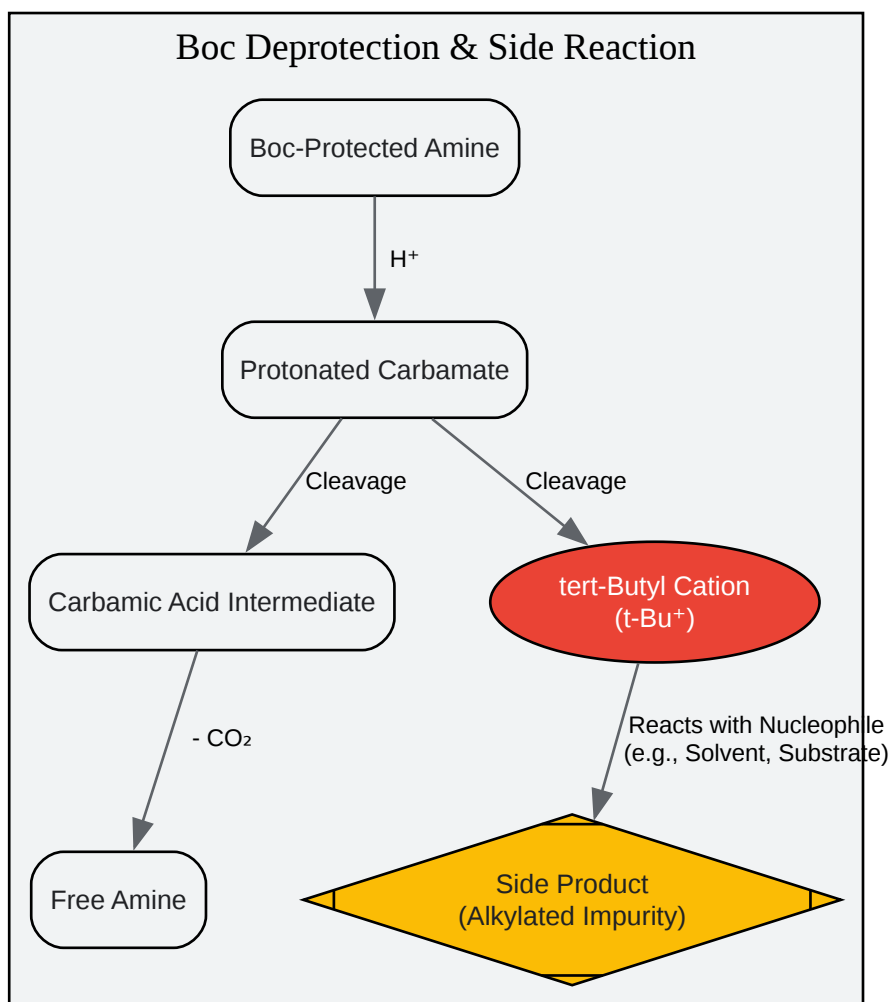 Boc Deprotection & Side Reaction
Boc-Protected Amine
H⁺
Protonated Carbamate
Cleavage
Cleavage
Carbamic Acid Intermediate
tert-Butyl Cation
(t-Bu⁺)
- CO₂
Reacts with Nucleophile
(e.g., Solvent, Substrate)
Free Amine
Side Product
(Alkylated Impurity)